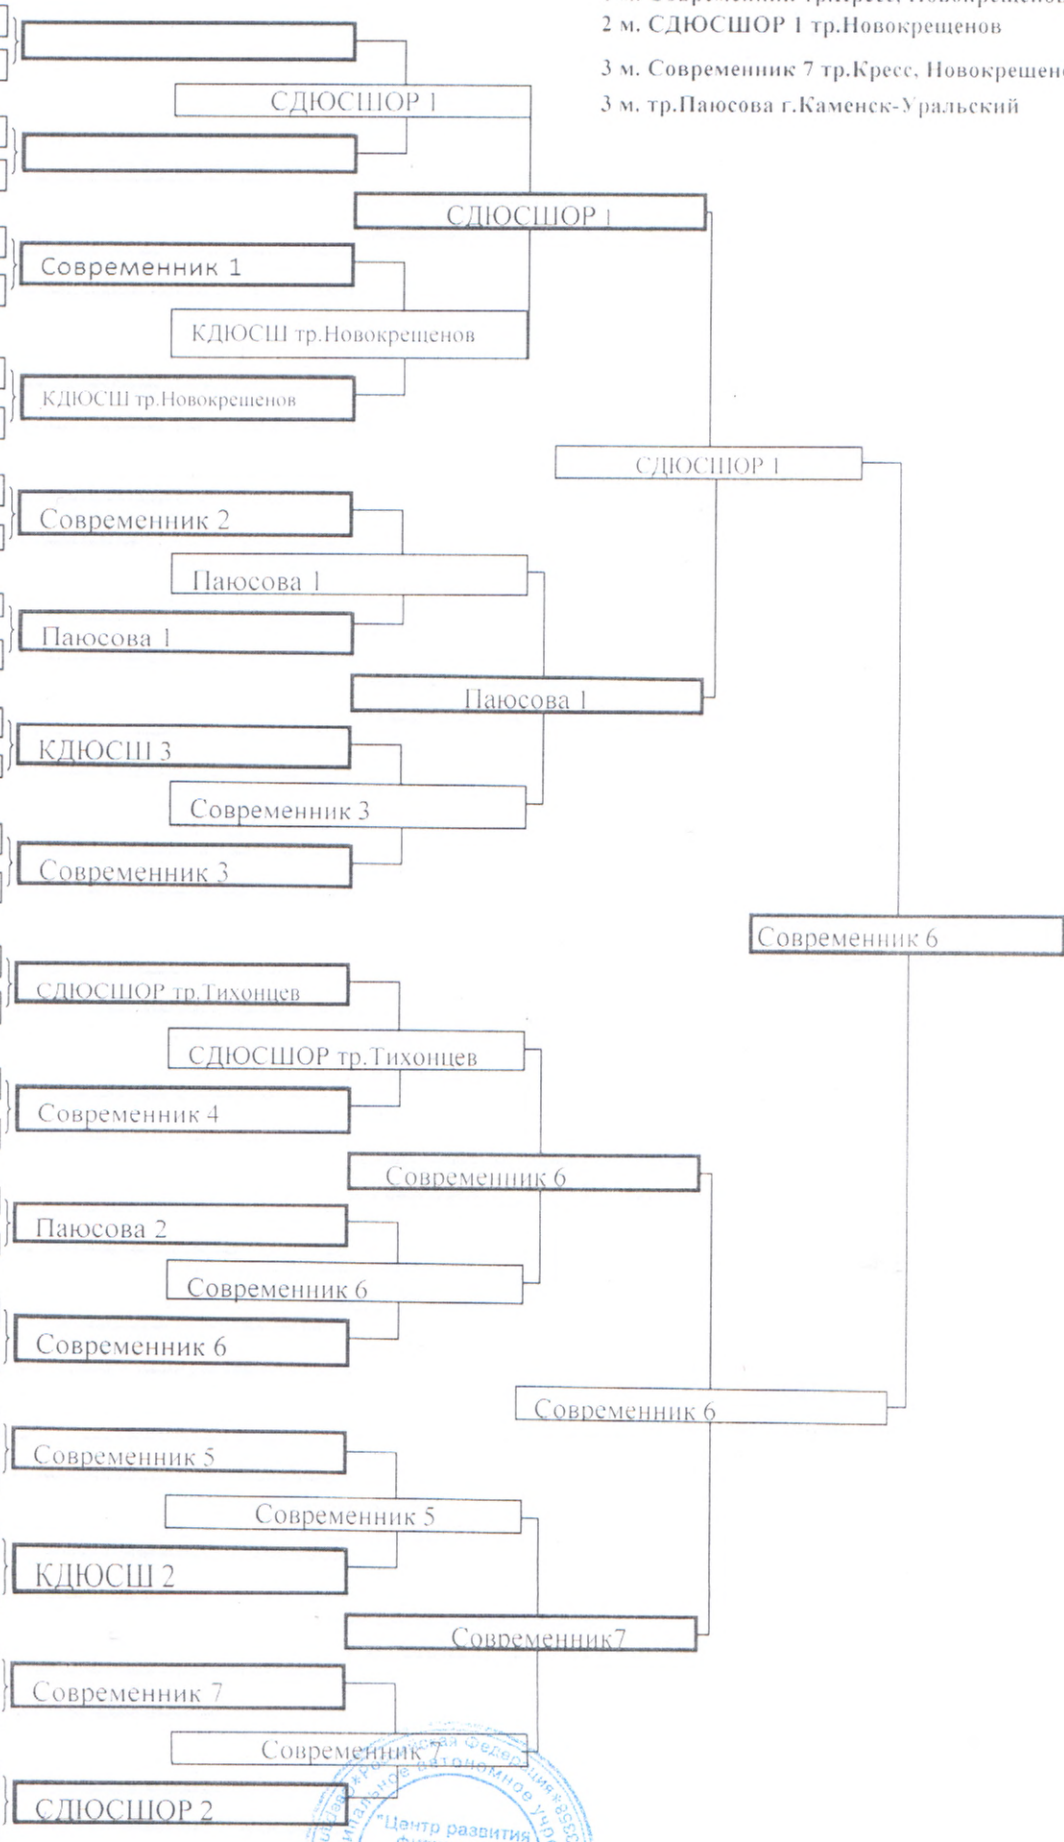 2 м. СДЮСШОР 1 тр.Новокрещенов
3 м. Современник 7 тр.Кресс, Новокрещен
3 м. тр.Паюсова г.Каменск-Уральский
СДЮСШОР 1
СДЮСШОР 1
Современник 1
КДЮСШ тр.Новокрещенов
КДЮСШ тр.Новокрещенов
СДЮСШОР 1
Современник 2
Паюсова 1
Паюсова 1
Паюсова 1
КДЮСШ 3
Современник 3
Современник 3
Современник 6
СДЮСШОР тр.Тихонцев
СДЮСШОР тр.Тихонцев
Современник 4
Современник 6
Паюсова 2
Современник 6
Современник 6
Современник 6
Современник 5
Современник 5
КДЮСШ 2
Современник7
Современник 7
Современник 7
СДЮСШОР 2
Федерация
автономное
"Центр развития